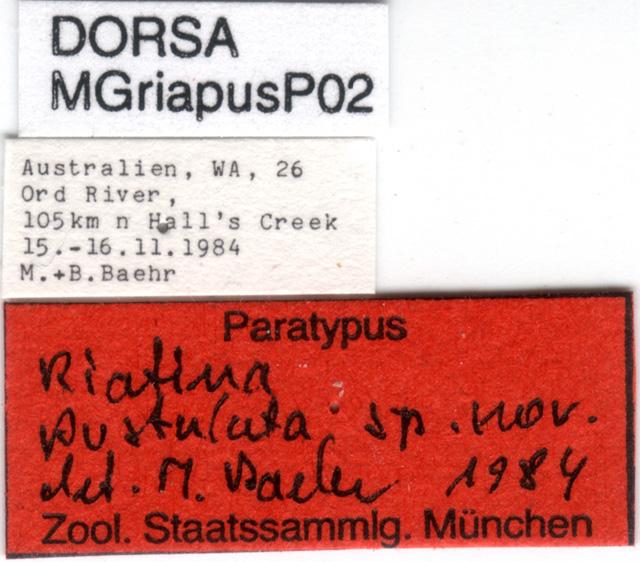 DORSA
MGriapusP02
Australien, WA, 26
Ord River,
105km n Hall's Creek
15.-16.11.1984
M.+B.Baehr
Paratypus
Riatina
pustulata sp. nov.
det. M. Baehr 1984
Zool. Staatssammlg. München